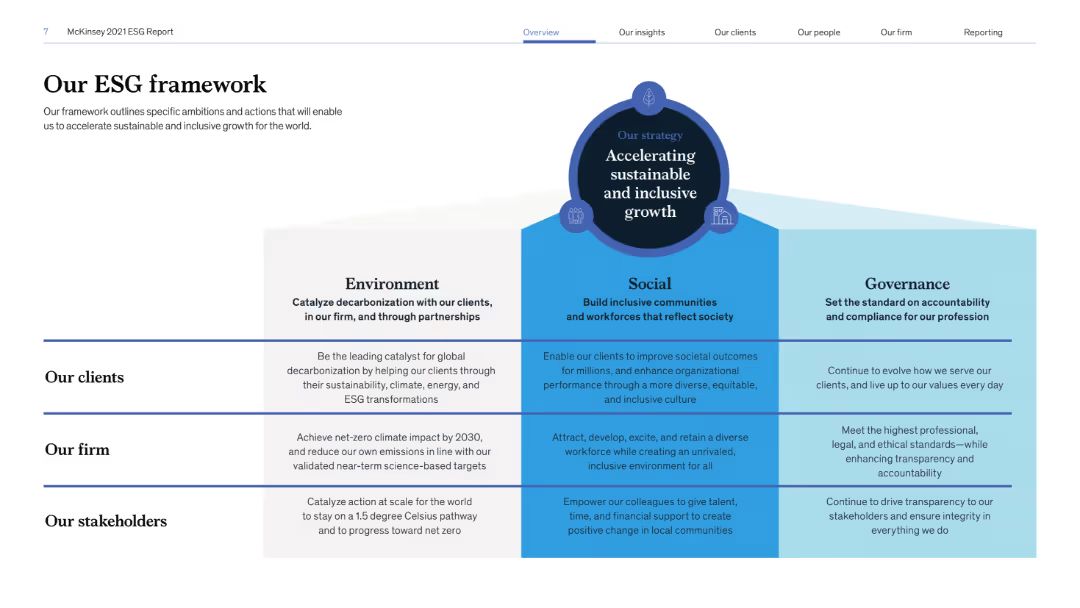 7 McKinsey 2021 ESG Report
Overview Our insights Our clients Our people Our firm Reporting
Our ESG framework
Our framework outlines specific ambitions and actions that will enable
us to accelerate sustainable and inclusive growth for the world.
Our strategy
Accelerating
sustainable
and inclusive
growth
Environment
Catalyze decarbonization with our clients,
in our firm, and through partnerships
Social
Build inclusive communities
and workforces that reflect society
Governance
Set the standard on accountability
and compliance for our profession
Our clients
Be the leading catalyst for global
decarbonization by helping our clients through
their sustainability, climate, energy, and
ESG transformations
Enable our clients to improve societal outcomes
for millions, and enhance organizational
performance through a more diverse, equitable,
and inclusive culture
Continue to evolve how we serve our
clients, and live up to our values every day
Our firm
Achieve net-zero climate impact by 2030,
and reduce our own emissions in line with our
validated near-term science-based targets
Attract, develop, excite, and retain a diverse
workforce while creating an unrivaled,
inclusive environment for all
Meet the highest professional,
legal, and ethical standards—while
enhancing transparency and
accountability
Our stakeholders
Catalyze action at scale for the world
to stay on a 1.5 degree Celsius pathway
and to progress toward net zero
Empower our colleagues to give talent,
time, and financial support to create
positive change in local communities
Continue to drive transparency to our
stakeholders and ensure integrity in
everything we do